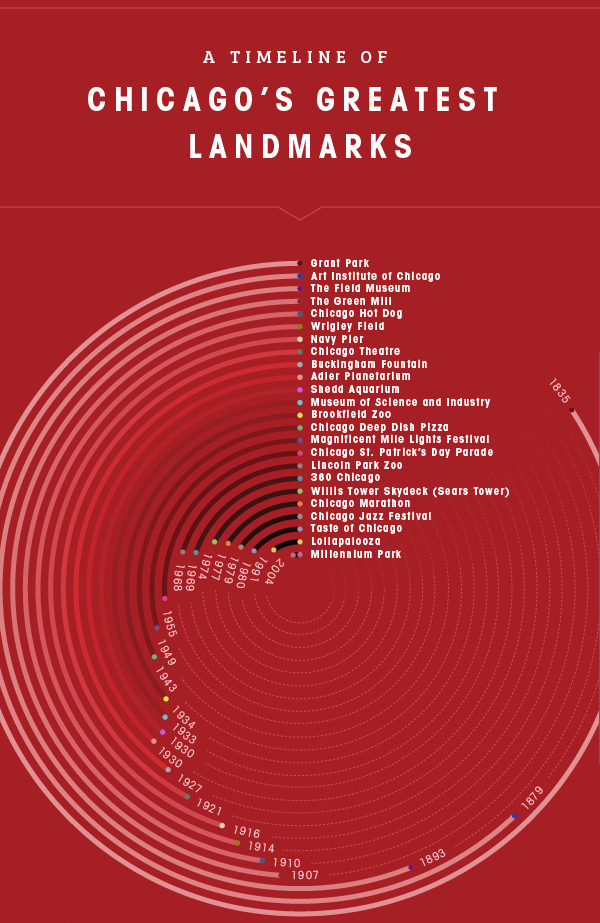 A TIMELINE OF
CHICAGO'S GREATEST
LANDMARKS
Grant Park
Art Institute of Chicago
The Field Museum
The Green Mill
Chicago Hot Dog
Wrigley Field
Navy Pier
Chicago Theatre
Buckingham Fountain
Adler Planetarium
Shedd Aquarium
Museum of Science and Industry
Brookfield Zoo
Chicago Deep Dish Pizza
Magnificent Mile Lights Festival
Chicago St. Patrick's Day Parade
Lincoln Park Zoo
360 Chicago
Willis Tower Skydeck (Sears Tower)
Chicago Marathon
Chicago Jazz Festival
Taste of Chicago
Lollapalooza
Millennium Park
1835
2004
1991
1980
1979
1977
1974
1969
1968
1955
1949
1943
1934
1933
1930
1930
1927
1921
1916
1914
1910
1907
1893
1879